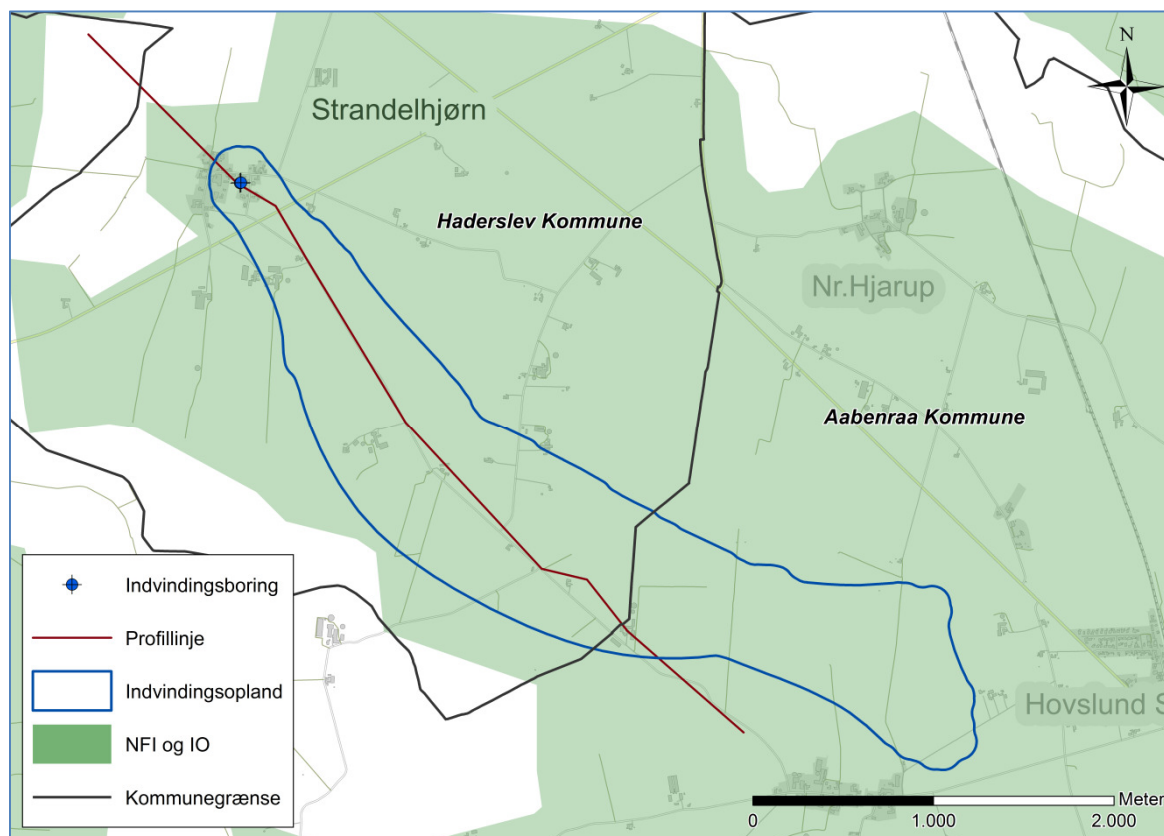 N
Strandelhjørn
Haderslev Kommune
Nr.Hjarup
Aabenraa Kommune
Hovslund S
Indvindingsboring
Profillinje
Indvindingsopland
NFI og IO
Kommunegrænse
Meter
0 1.000 2.000